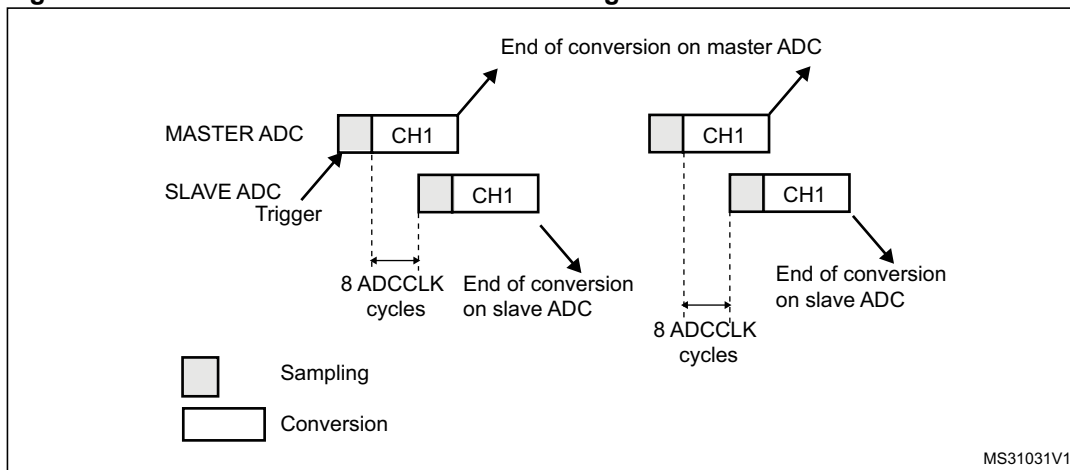 End of conversion on master ADC
MASTER ADC
CH1
CH1
SLAVE ADC
CH1
CH1
Trigger
8 ADCCLK
cycles
End of conversion
on slave ADC
End of conversion
on slave ADC
8 ADCCLK
cycles
Sampling
Conversion
MS31031V1